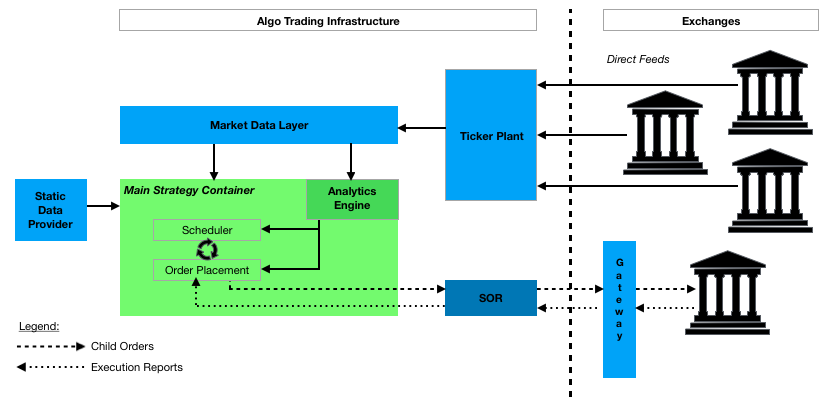 Algo Trading Infrastructure
Exchanges
Direct Feeds
Market Data Layer
Ticker Plant
Static
Data
Provider
Main Strategy Container
Analytics
Engine
Scheduler
Order Placement
SOR
G
a
t
e
w
a
y
Legend:
Child Orders
Execution Reports